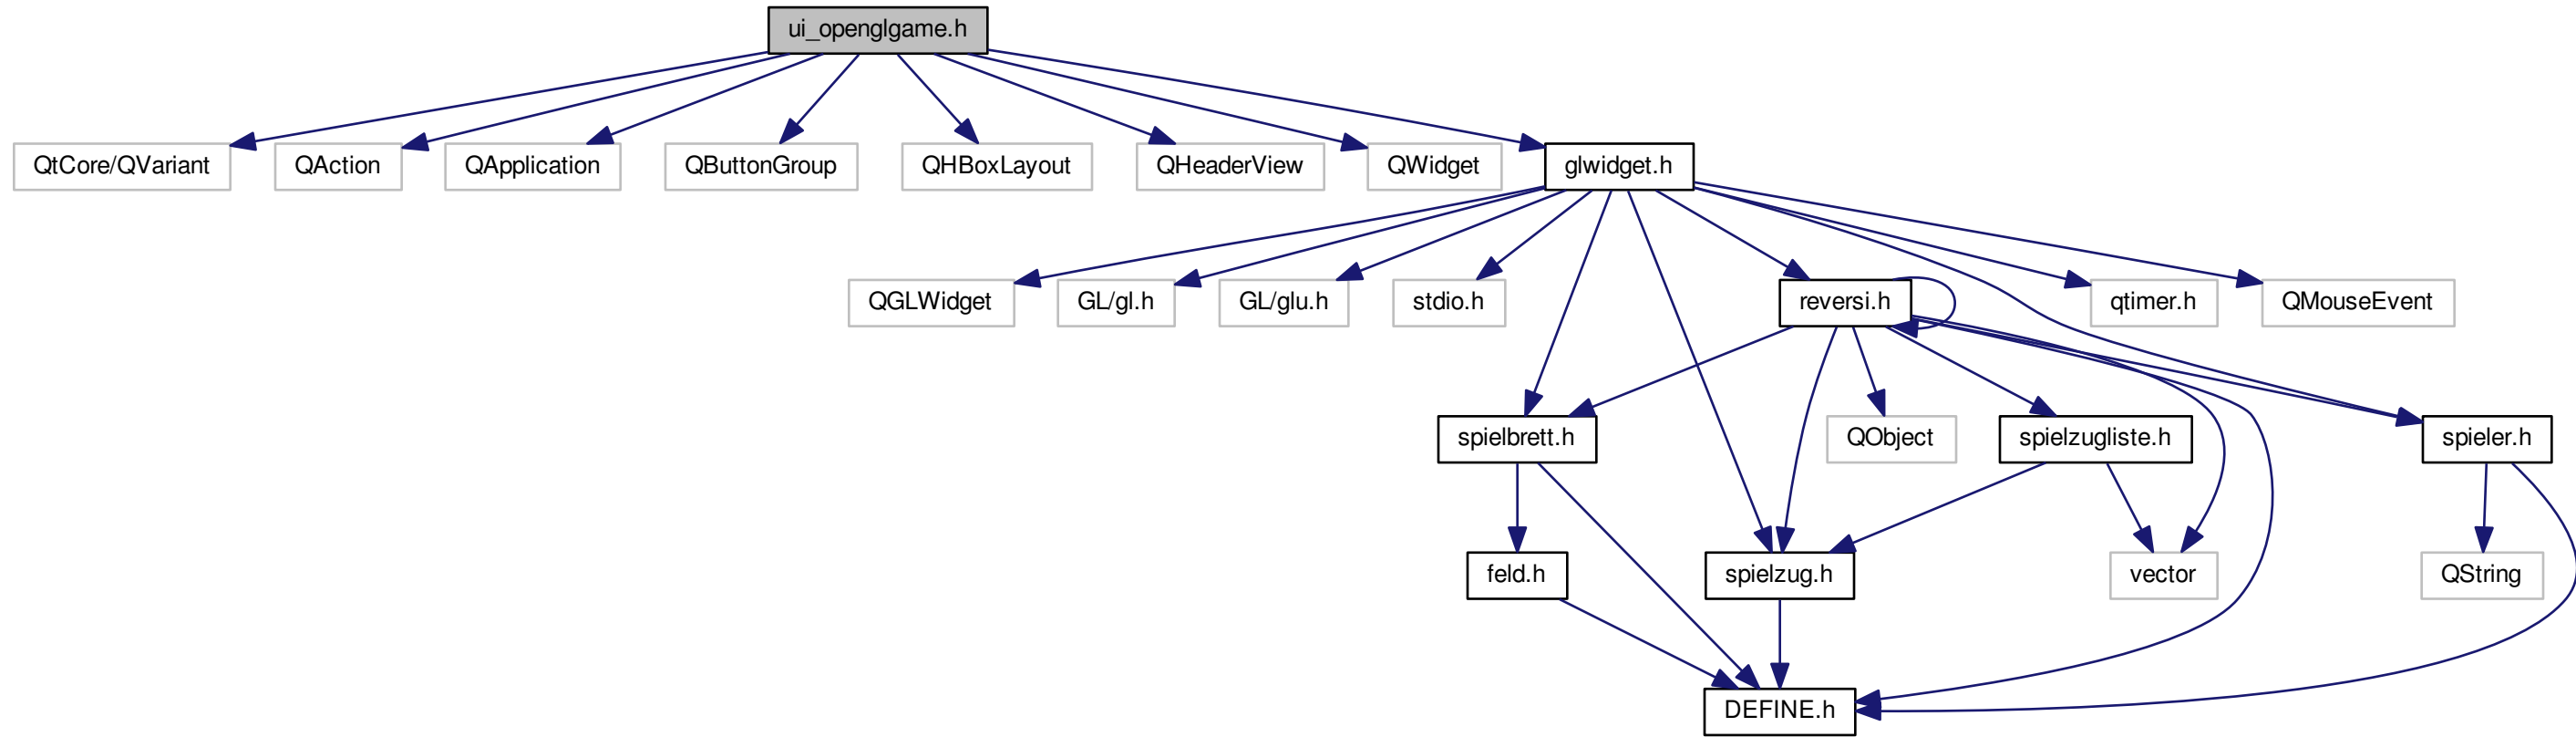 ui_openglgame.h
QtCore/QVariant
QAction
QApplication
QButtonGroup
QHBoxLayout
QHeaderView
QWidget
glwidget.h
QGLWidget
GL/gl.h
GL/glu.h
stdio.h
reversi.h
qtimer.h
QMouseEvent
spielbrett.h
QObject
spielzugliste.h
spieler.h
feld.h
spielzug.h
vector
QString
DEFINE.h